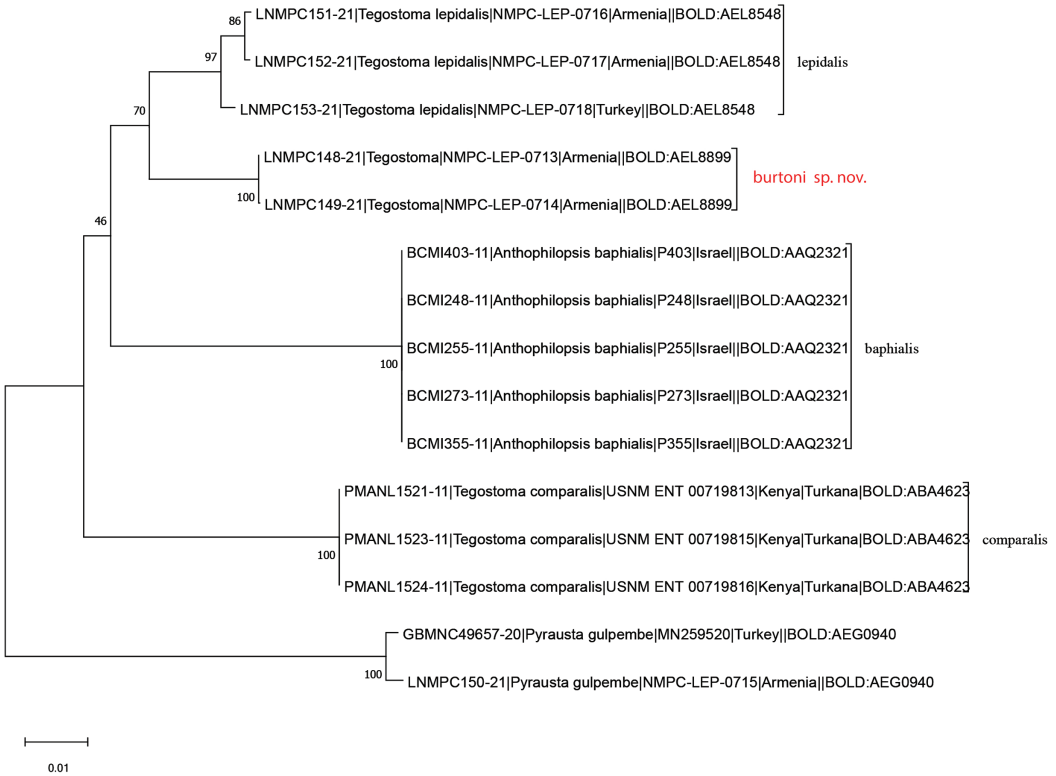 86
LNMPC151-21|Tegostoma lepidalis|NMPC-LEP-0716|Armenia||BOLD:AEL8548
97
LNMPC152-21|Tegostoma lepidalis|NMPC-LEP-0717|Armenia||BOLD:AEL8548
lepidalis
70
LNMPC153-21|Tegostoma lepidalis|NMPC-LEP-0718|Turkey||BOLD:AEL8548
LNMPC148-21|Tegostoma|NMPC-LEP-0713|Armenia||BOLD:AEL8899
burtoni sp. nov.
100
LNMPC149-21|Tegostoma|NMPC-LEP-0714|Armenia||BOLD:AEL8899
46
BCMI403-11|Anthophilopsis baphialis|P403|Israel||BOLD:AAQ2321
BCMI248-11|Anthophilopsis baphialis|P248|Israel||BOLD:AAQ2321
BCMI255-11|Anthophilopsis baphialis|P255|Israel||BOLD:AAQ2321
baphialis
100
BCMI273-11|Anthophilopsis baphialis|P273|Israel||BOLD:AAQ2321
BCMI355-11|Anthophilopsis baphialis|P355|Israel||BOLD:AAQ2321
PMANL1521-11|Tegostoma comparalis|USNM ENT 00719813|Kenya|Turkana|BOLD:ABA4623
PMANL1523-11|Tegostoma comparalis|USNM ENT 00719815|Kenya|Turkana|BOLD:ABA4623
comparalis
100
PMANL1524-11|Tegostoma comparalis|USNM ENT 00719816|Kenya|Turkana|BOLD:ABA4623
GBMNC49657-20|Pyrausta gulpembe|MN259520|Turkey||BOLD:AEG0940
100
LNMPC150-21|Pyrausta gulpembe|NMPC-LEP-0715|Armenia||BOLD:AEG0940
0.01